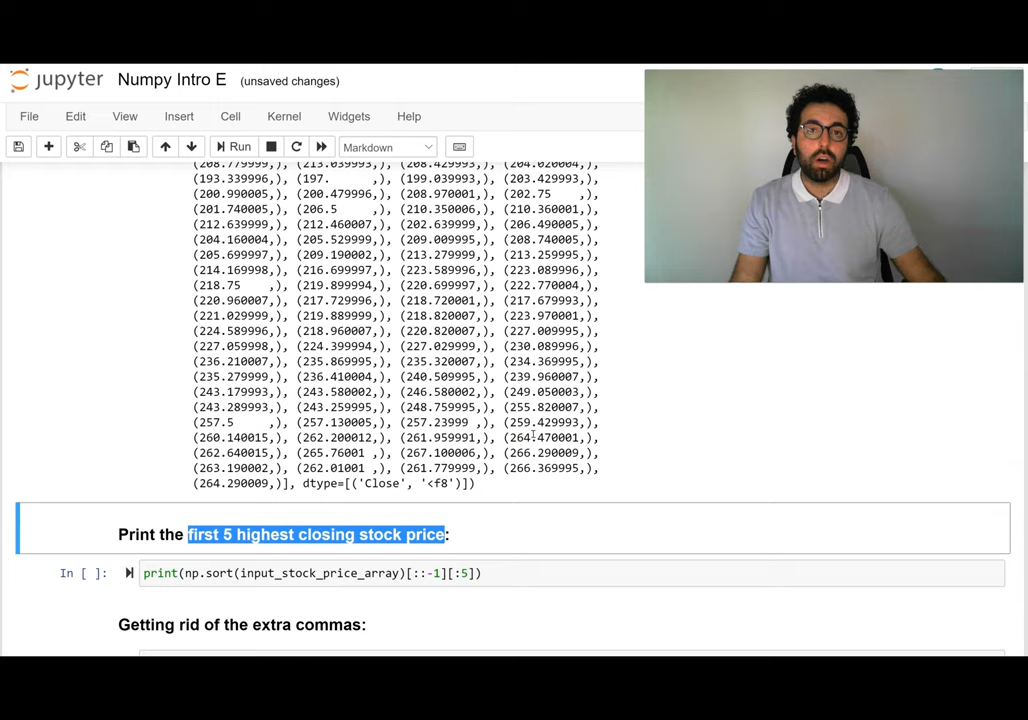 jupyter Numpy Intro E (unsaved changes)
File Edit View Insert Cell Kernel Widgets Help
Run Markdown
(208.779999,), (213.039993,), (208.429993,), (204.020004,),
(193.339996,), (197. ,), (199.039993,), (203.429993,),
(200.990005,), (200.479996,), (208.970001,), (202.75 ,),
(201.740005,), (206.5 ,), (210.350006,), (210.360001,),
(212.639999,), (212.460007,), (202.639999,), (206.490005,),
(204.160004,), (205.529999,), (209.009995,), (208.740005,),
(205.699997,), (209.190002,), (213.279999,), (213.259995,),
(214.169998,), (216.699997,), (223.589996,), (223.089996,),
(218.75 ,), (219.899994,), (220.699997,), (222.770004,),
(220.960007,), (217.729996,), (218.720001,), (217.679993,),
(221.029999,), (219.889999,), (218.820007,), (223.970001,),
(224.589996,), (218.960007,), (220.820007,), (227.009995,),
(227.059998,), (224.399994,), (227.029999,), (230.089996,),
(236.210007,), (235.869995,), (235.320007,), (234.369995,),
(235.279999,), (236.410004,), (240.509995,), (239.960007,),
(243.179993,), (243.580002,), (246.580002,), (249.050003,),
(243.289993,), (243.259995,), (248.759995,), (255.820007,),
(257.5 ,), (257.130005,), (257.23999 ,), (259.429993,),
(260.140015,), (262.200012,), (261.959991,), (264.470001,),
(262.640015,), (265.76001 ,), (267.100006,), (266.290009,),
(263.190002,), (262.01001 ,), (261.779999,), (266.369995,),
(264.290009,)], dtype=[('Close', '<f8')])
Print the first 5 highest closing stock price:
In [ ]: print(np.sort(input_stock_price_array)[::-1][:5])
Getting rid of the extra commas: